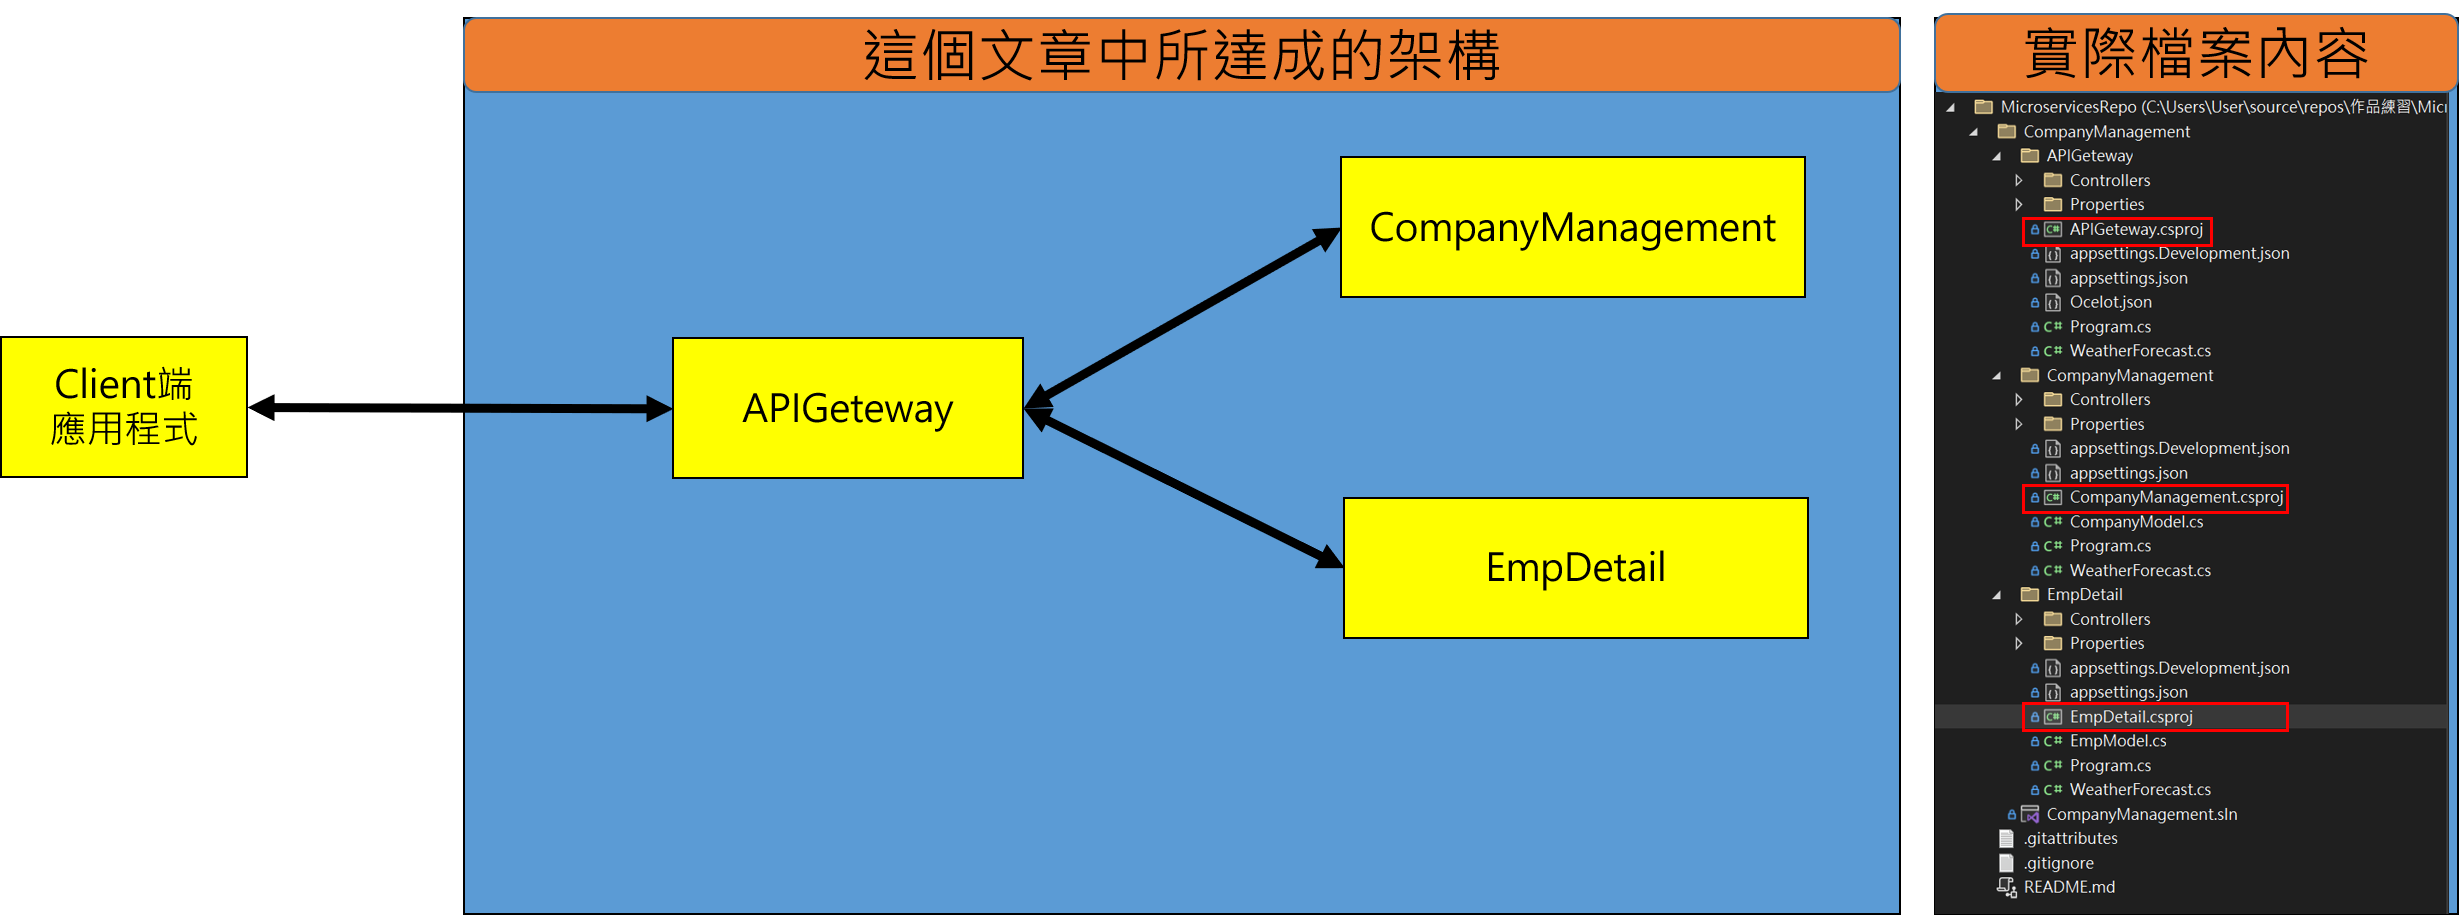 這個文章中所達成的架構
Client端
應用程式
APIGeteway
CompanyManagement
EmpDetail
實際檔案內容
MicroservicesRepo (C:\Users\User\source\repos\作品練習\Micr
CompanyManagement
APIGeteway
Controllers
Properties
APIGeteway.csproj
appsettings.Development.json
appsettings.json
Ocelot.json
Program.cs
WeatherForecast.cs
CompanyManagement
Controllers
Properties
appsettings.Development.json
appsettings.json
CompanyManagement.csproj
CompanyModel.cs
Program.cs
WeatherForecast.cs
EmpDetail
Controllers
Properties
appsettings.Development.json
appsettings.json
EmpDetail.csproj
EmpModel.cs
Program.cs
WeatherForecast.cs
CompanyManagement.sln
.gitattributes
.gitignore
README.md